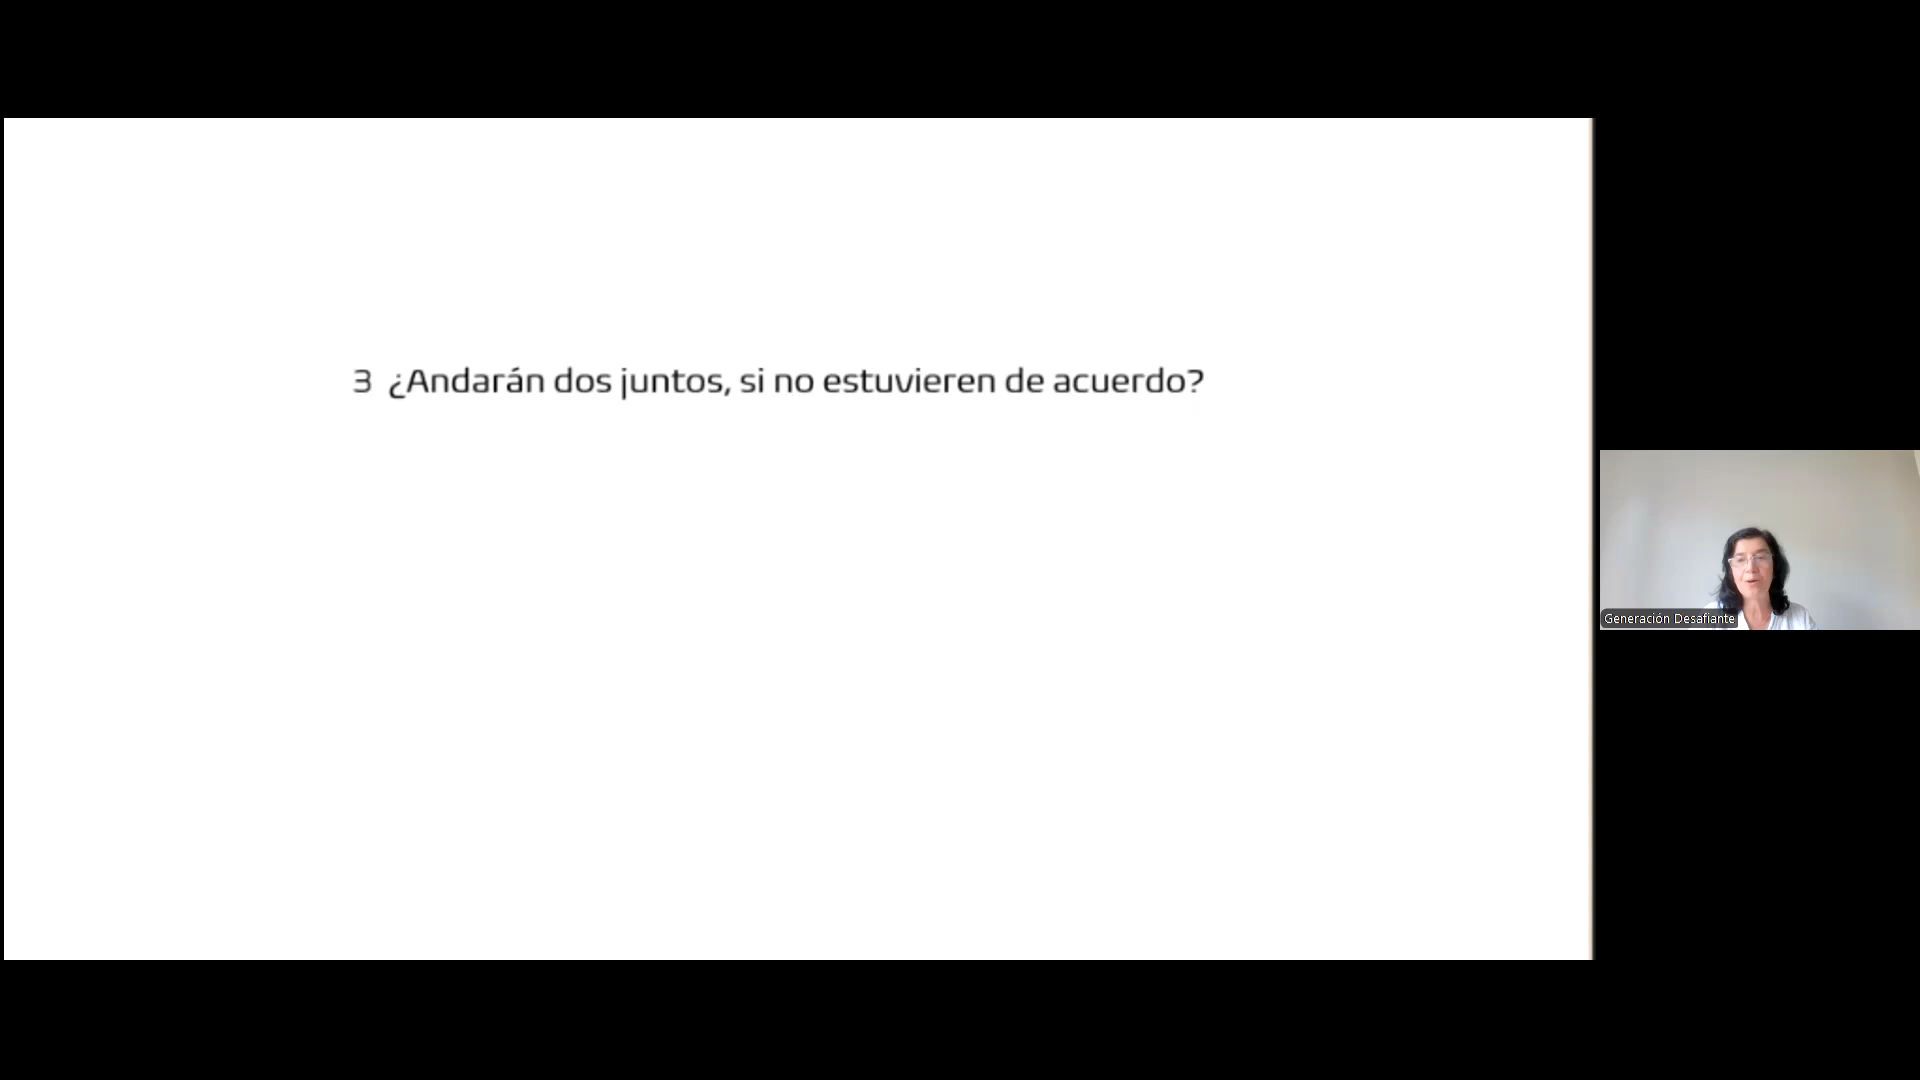 3 ¿Andarán dos juntos, si no estuvieren de acuerdo?
Generación Desafiante